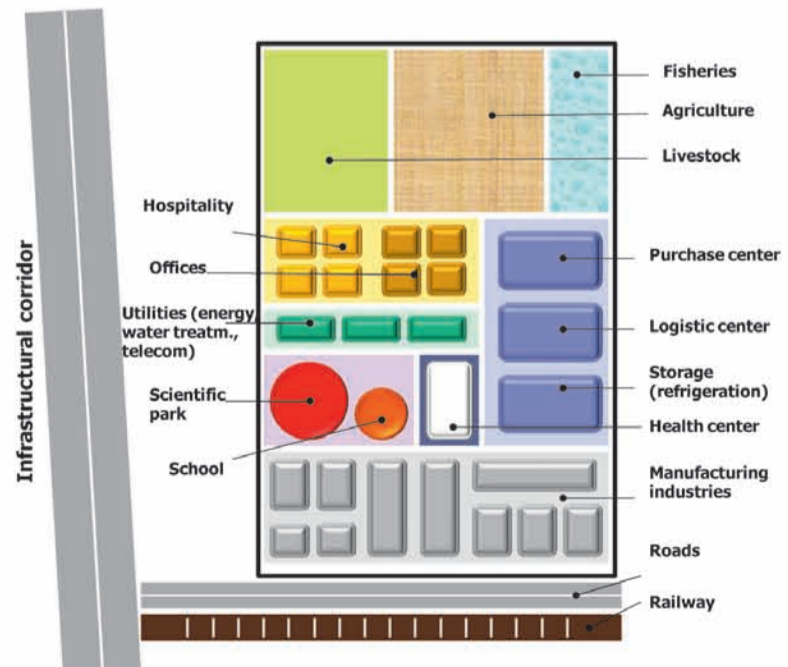 Infrastructural corridor
Hospitality
Offices
Utilities (energy,
water treatm.,
telecom)
Scientific
park
School
Fisheries
Agriculture
Livestock
Purchase center
Logistic center
Storage
(refrigeration)
Health center
Manufacturing
industries
Roads
Railway